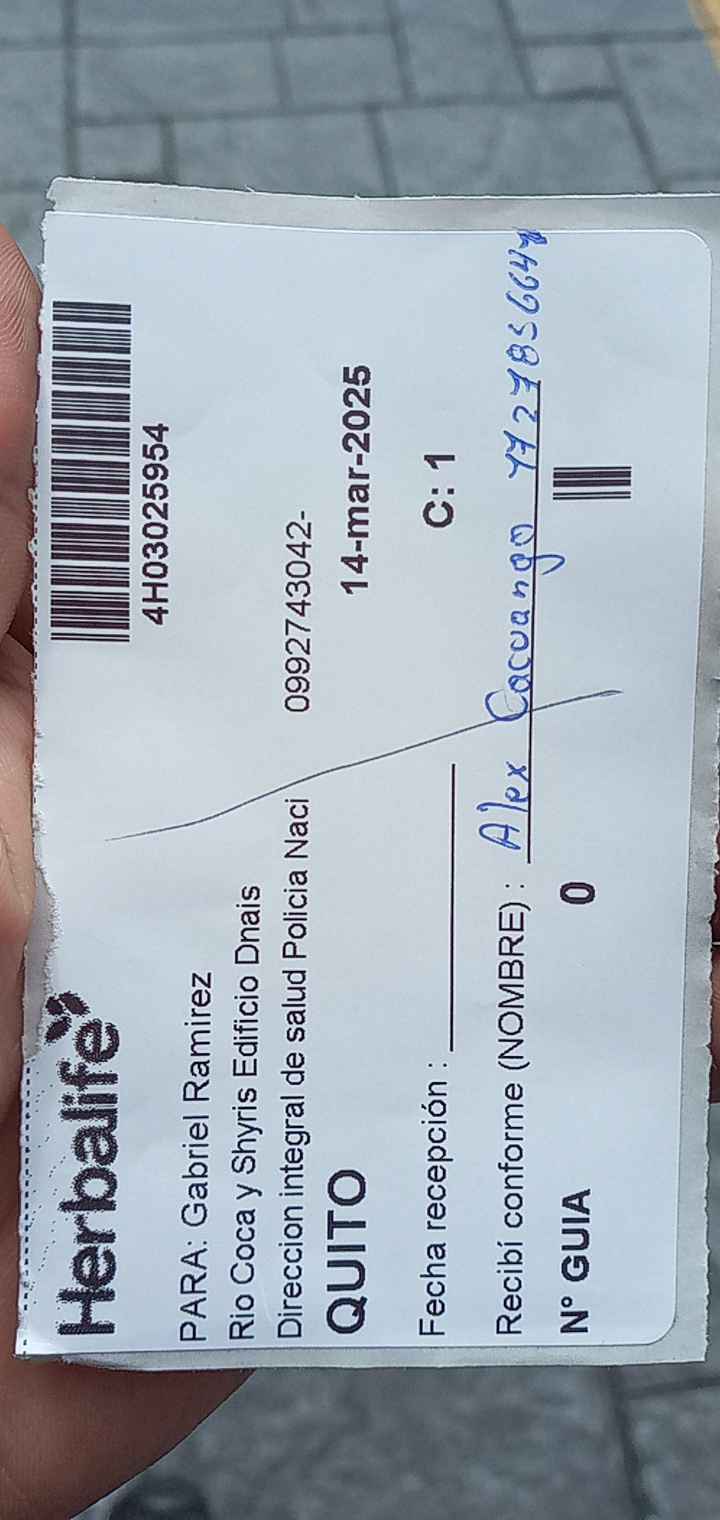 Herbalife
4H03025954
PARA: Gabriel Ramirez
Rio Coca y Shyris Edificio Dnais
Direccion integral de salud Policia Naci 0992743042-
QUITO 14-mar-2025
Fecha recepción : C: 1
Recibí conforme (NOMBRE) : Alex Cacuango
N° GUIA 0